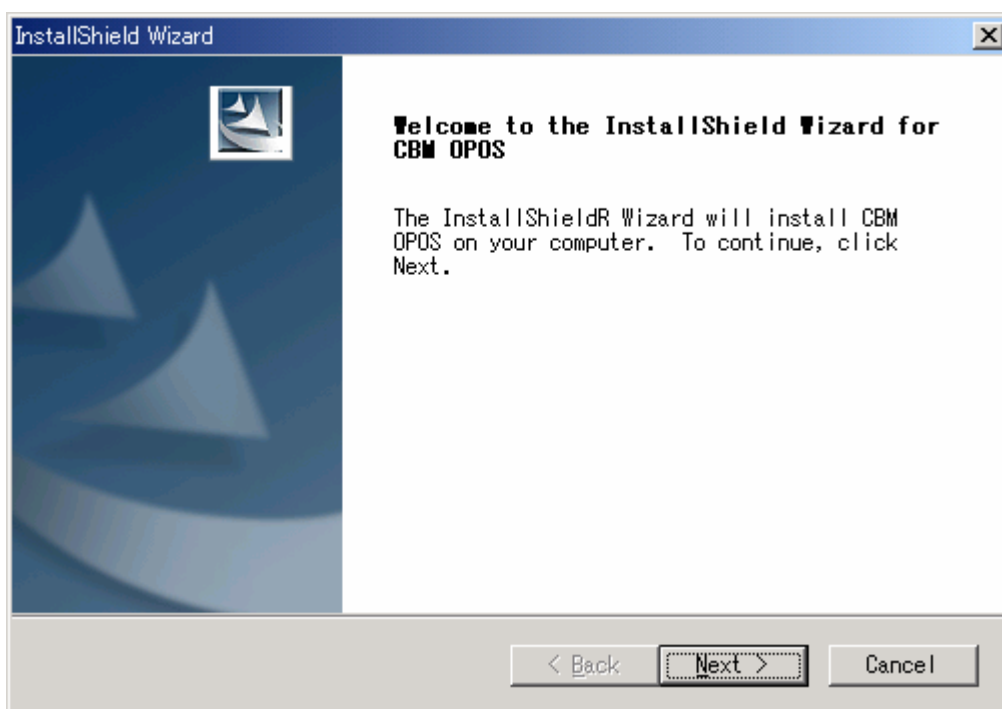 InstallShield Wizard
Welcome to the InstallShield Wizard for
CBM OPOS
The InstallShieldR Wizard will install CBM
OPOS on your computer.  To continue, click
Next.
< Back
Next >
Cancel